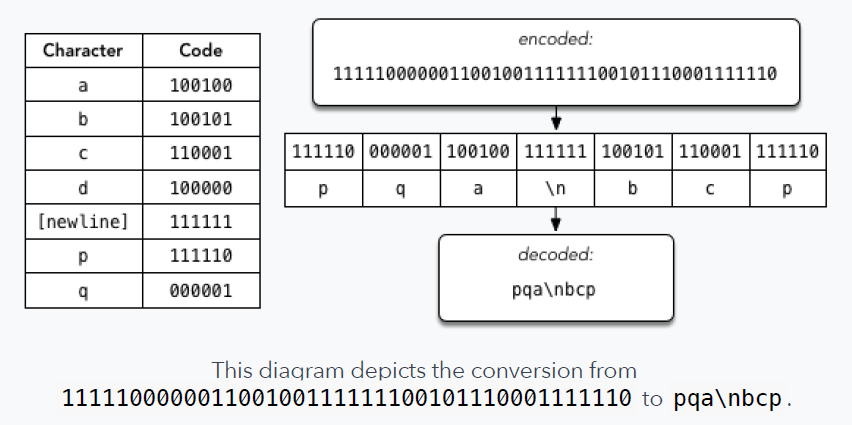 Character Code
a 100100
b 100101
c 110001
d 100000
[newline] 111111
p 111110
q 000001
encoded:
111110000001100100111111100101110001111110
111110 000001 100100 111111 100101 110001 111110
p q a \n b c p
decoded:
pqa\nbcp
This diagram depicts the conversion from
111110000001100100111111100101110001111110 to pqa\nbcp.